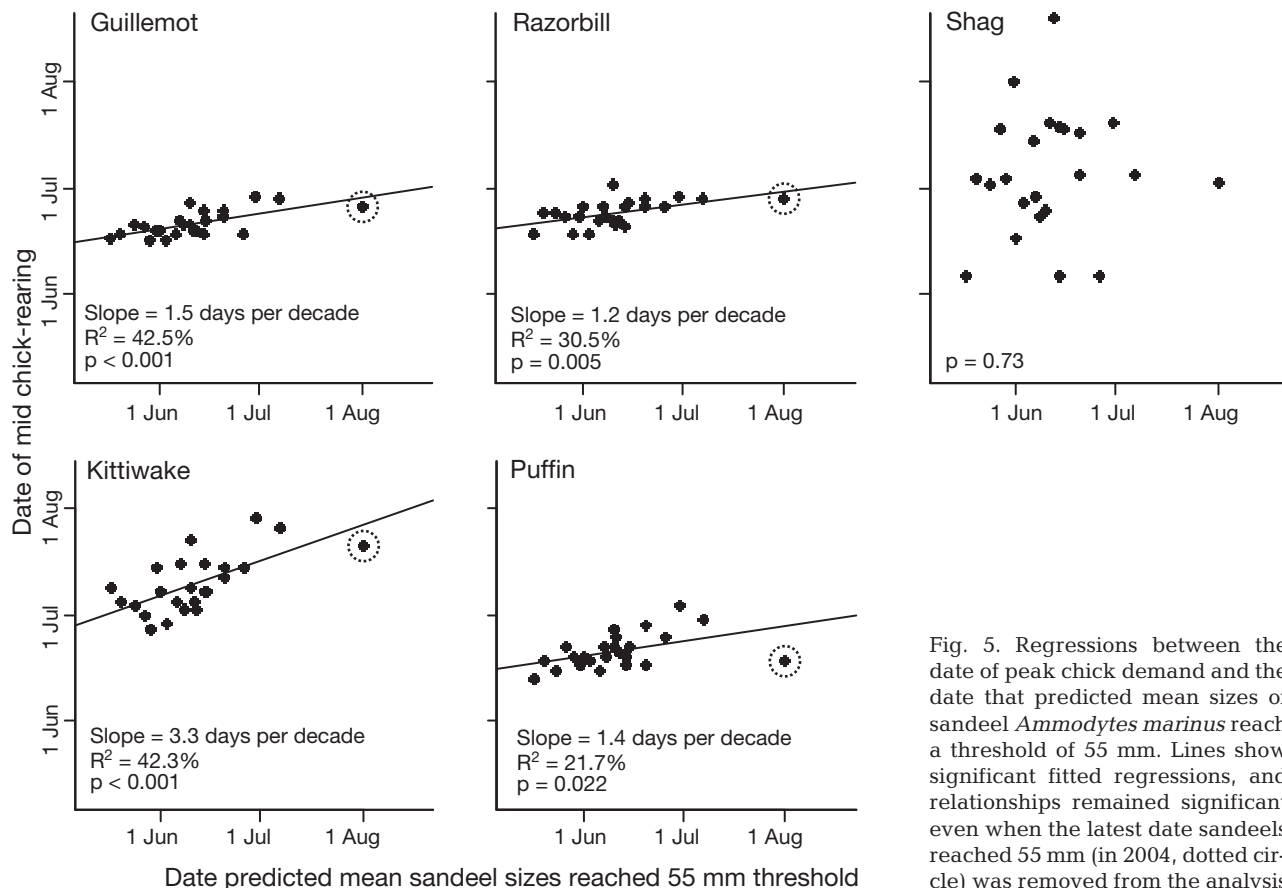 Guillemot
Razorbill
Shag
1 Aug
1 Jul
1 Jun
Slope = 1.5 days per decade
R² = 42.5%
p < 0.001
Slope = 1.2 days per decade
R² = 30.5%
p = 0.005
p = 0.73
1 Jun 1 Jul 1 Aug
1 Jun 1 Jul 1 Aug
1 Jun 1 Jul 1 Aug
Date of mid chick-rearing
Kittiwake
Puffin
1 Aug
1 Jul
1 Jun
Slope = 3.3 days per decade
R² = 42.3%
p < 0.001
Slope = 1.4 days per decade
R² = 21.7%
p = 0.022
1 Jun 1 Jul 1 Aug
1 Jun 1 Jul 1 Aug
Date predicted mean sandeel sizes reached 55 mm threshold
Fig. 5. Regressions between the
date of peak chick demand and the
date that predicted mean sizes of
sandeel Ammodytes marinus reach
a threshold of 55 mm. Lines show
significant fitted regressions, and
relationships remained significant
even when the latest date sandeels
reached 55 mm (in 2004, dotted cir-
cle) was removed from the analysis